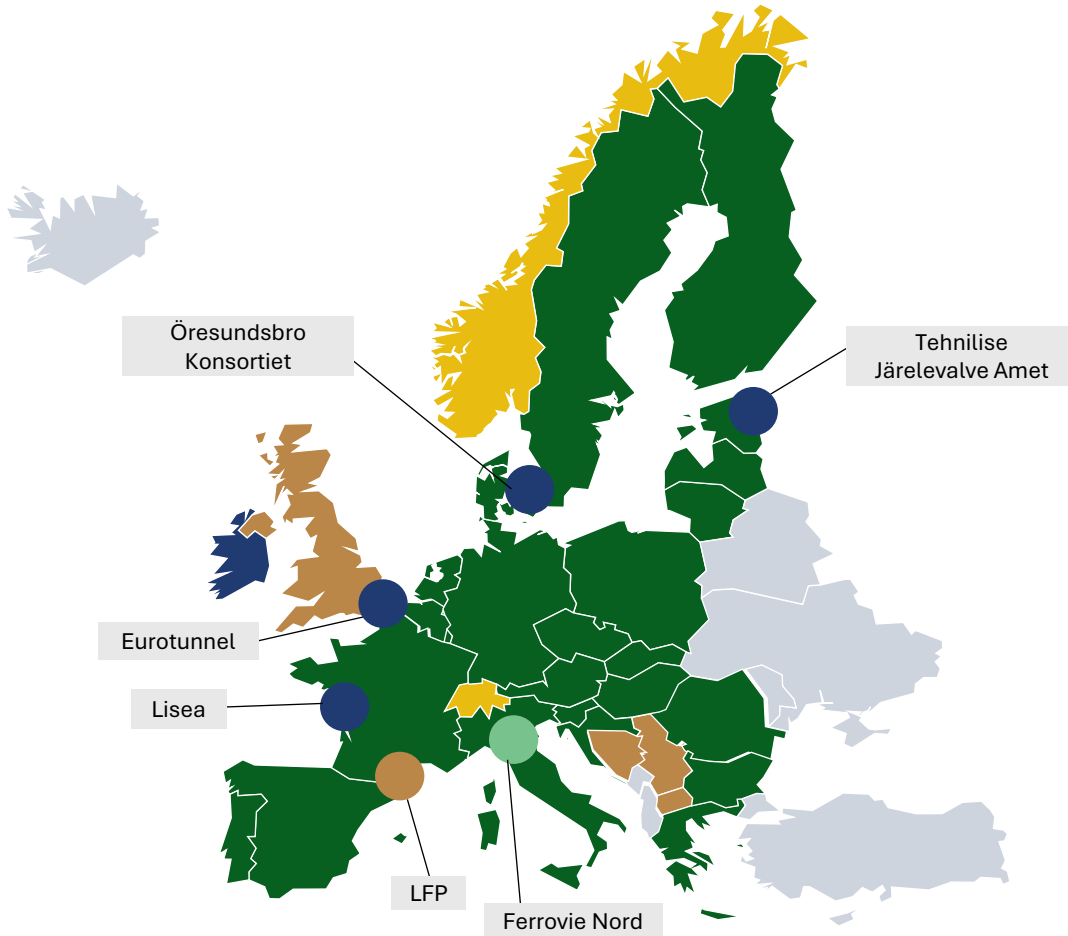 Öresundsbro
Konsortiet
Tehnilise
Järelevalve Amet
Eurotunnel
Lisea
LFP
Ferrovie Nord